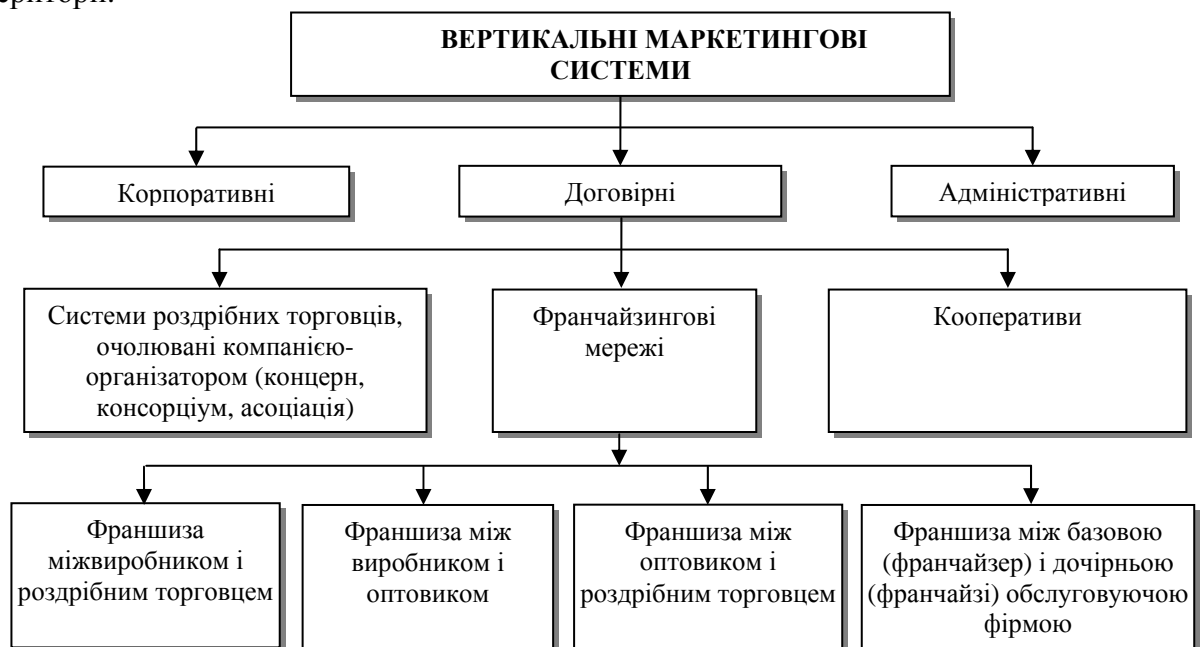 ВЕРТИКАЛЬНІ МАРКЕТИНГОВІ
СИСТЕМИ
Корпоративні
Договірні
Адміністративні
Системи роздрібних торговців,
очолювані компанією-
організатором (концерн,
консорціум, асоціація)
Франчайзингові
мережі
Кооперативи
Франшиза
міжвиробником і
роздрібним торговцем
Франшиза між
виробником і
оптовиком
Франшиза між
оптовиком і
роздрібним торговцем
Франшиза між базовою
(франчайзер) і дочірньою
(франчайзі) обслуговуючою
фірмою